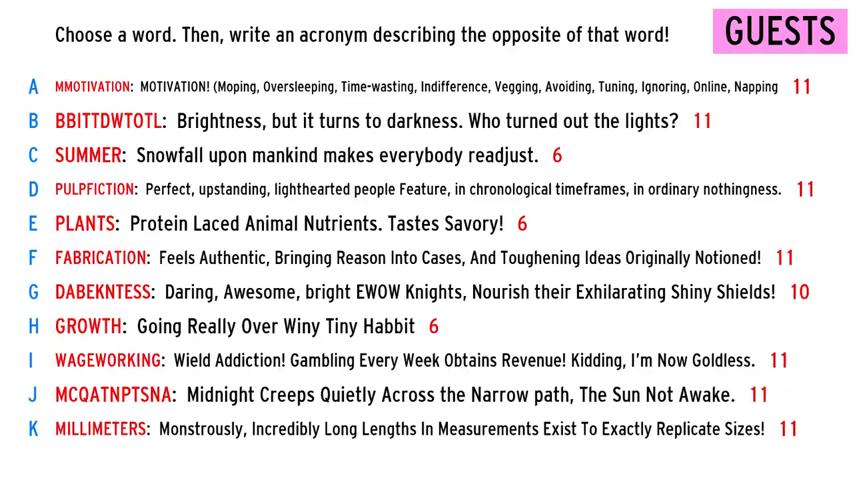 Choose a word. Then, write an acronym describing the opposite of that word!
GUESTS
A MMOTIVATION: MOTIVATION! (Moping, Oversleeping, Time-wasting, Indifference, Vegging, Avoiding, Tuning, Ignoring, Online, Napping 11
B BBITTDWTOTL: Brightness, but it turns to darkness. Who turned out the lights? 11
C SUMMER: Snowfall upon mankind makes everybody readjust. 6
D PULPFICTION: Perfect, upstanding, lighthearted people Feature, in chronological timeframes, in ordinary nothingness. 11
E PLANTS: Protein Laced Animal Nutrients. Tastes Savory! 6
F FABRICATION: Feels Authentic, Bringing Reason Into Cases, And Toughening Ideas Originally Notioned! 11
G DABEKNTESS: Daring, Awesome, bright EWOW Knights, Nourish their Exhilarating Shiny Shields! 10
H GROWTH: Going Really Over Winy Tiny Habbit 6
I WAGEWORKING: Wield Addiction! Gambling Every Week Obtains Revenue! Kidding, I'm Now Goldless. 11
J MCQATNPTSNA: Midnight Creeps Quietly Across the Narrow path, The Sun Not Awake. 11
K MILLIMETERS: Monstrously, Incredibly Long Lengths In Measurements Exist To Exactly Replicate Sizes! 11